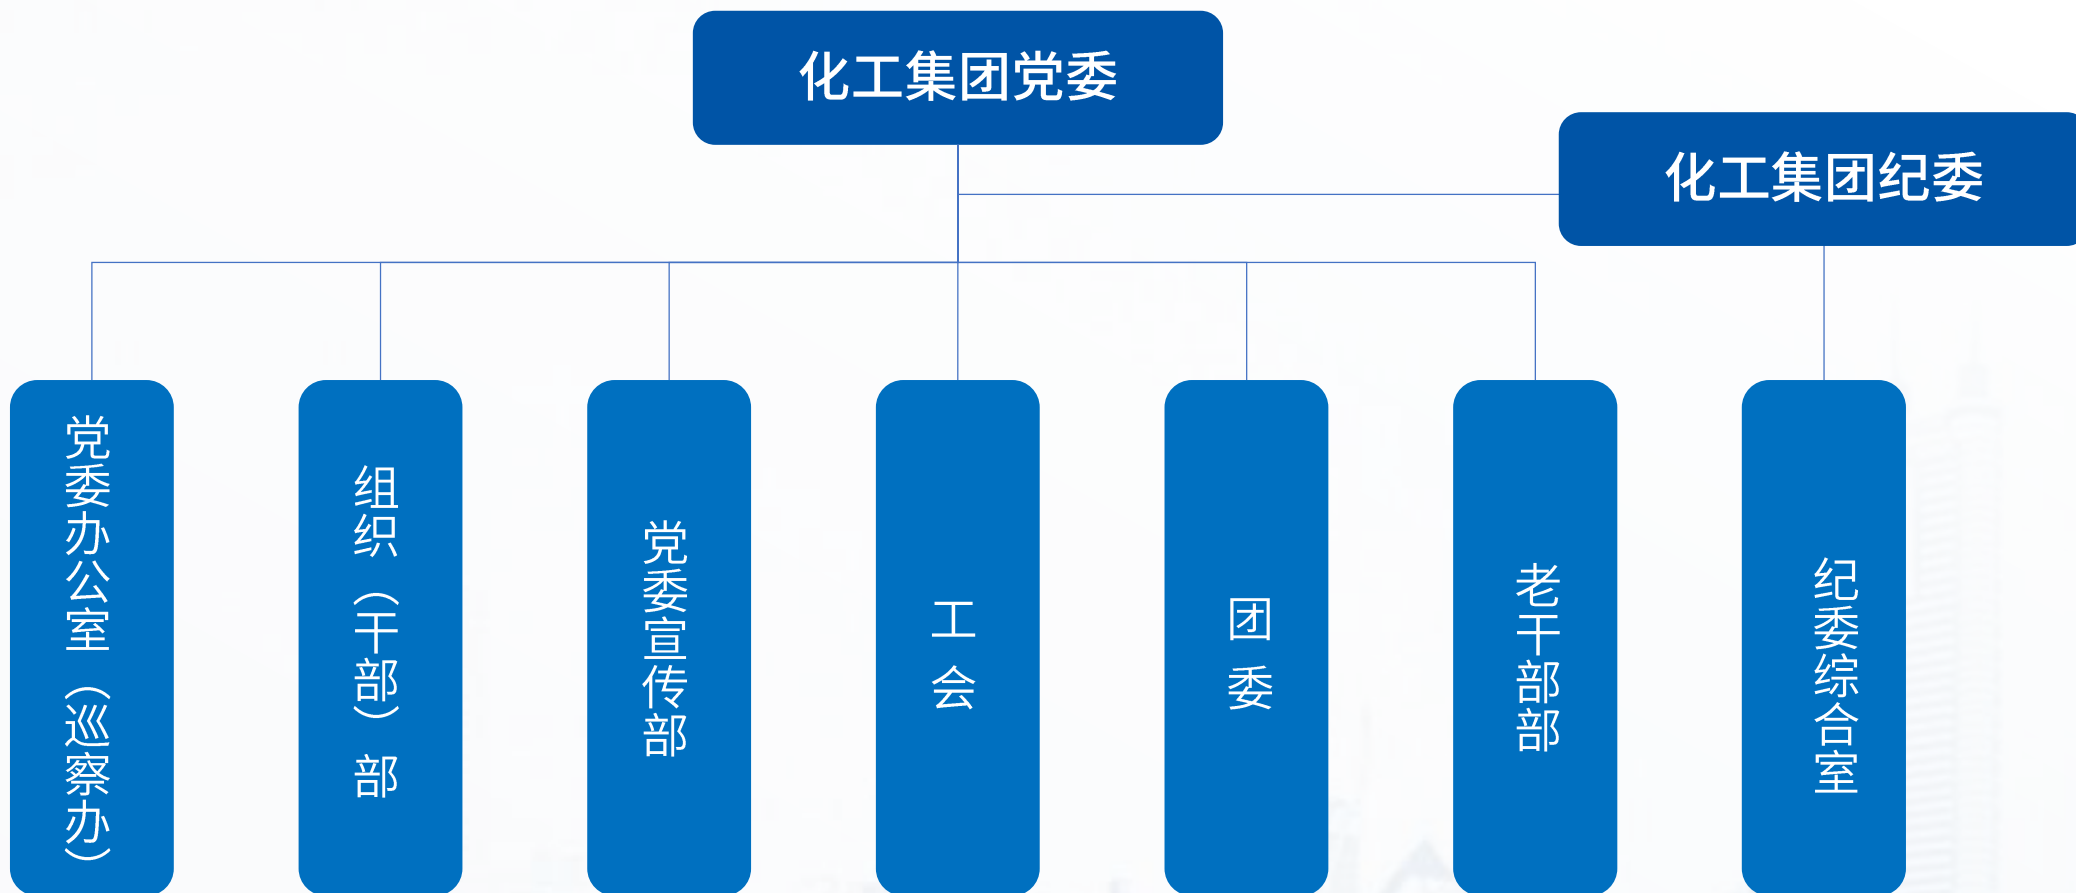 化工集团党委
化工集团纪委
党委办公室（巡察办）
组织（干部）部
党委宣传部
工会
团委
老干部部
纪委综合室